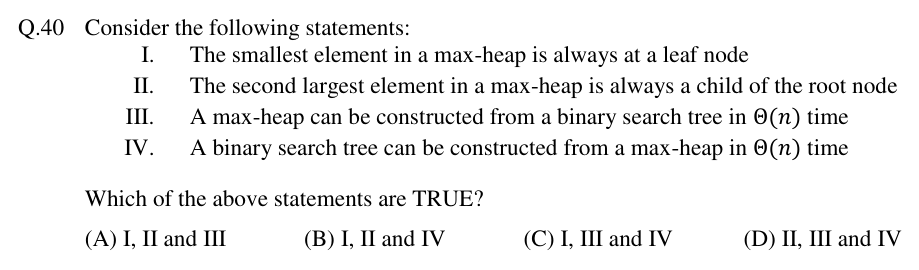 Q.40 Consider the following statements:
I. The smallest element in a max-heap is always at a leaf node
II. The second largest element in a max-heap is always a child of the root node
III. A max-heap can be constructed from a binary search tree in Θ(n) time
IV. A binary search tree can be constructed from a max-heap in Θ(n) time
Which of the above statements are TRUE?
(A) I, II and III (B) I, II and IV (C) I, III and IV (D) II, III and IV